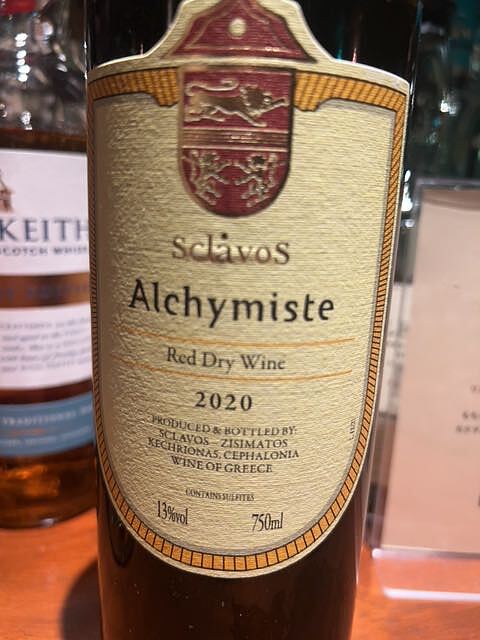 Sclavos
Alchymiste
Red Dry Wine
2020
PRODUCED & BOTTLED BY:
SCLAVOS - ZISIMATOS
KECHRIONAS, CEPHALONIA
WINE OF GREECE
CONTAINS SULFITES
13%vol
750ml
KEITH
SCOTCH WHISK
TRADITIONAL